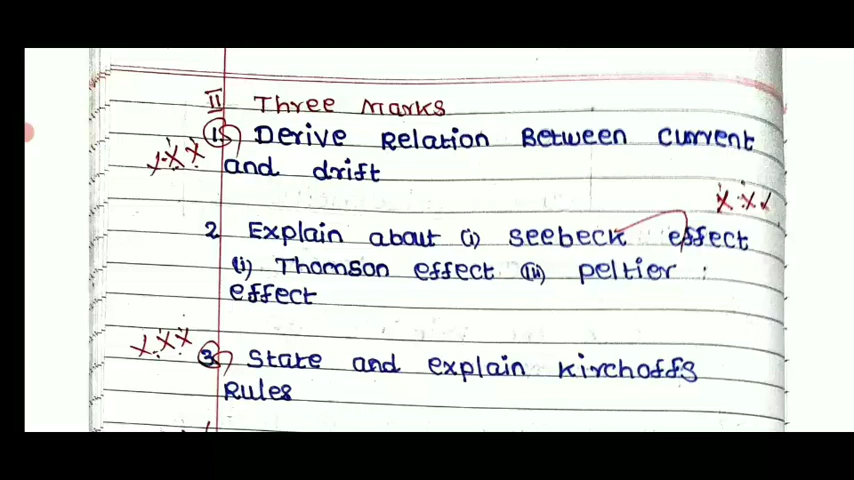 II Three Marks
1) Derive Relation Between current
and drift
2 Explain about (i) seebeck effect
(ii) Thomson effect (iii) peltier
effect
3) State and explain kirchoffs
Rules